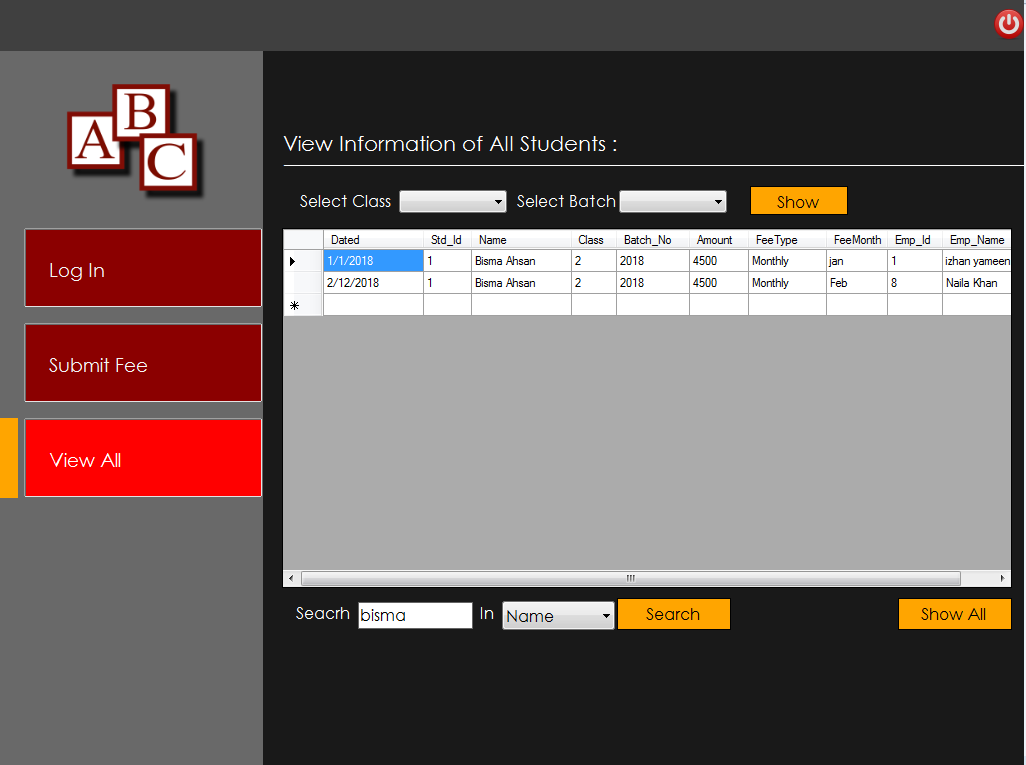 A B C
View Information of All Students :
Select Class Select Batch Show
Log In
Submit Fee
View All
Dated Std_Id Name Class Batch_No Amount FeeType FeeMonth Emp_Id Emp_Name
1/1/2018 1 Bisma Ahsan 2 2018 4500 Monthly jan 1 izhan yameen
2/12/2018 1 Bisma Ahsan 2 2018 4500 Monthly Feb 8 Naila Khan
Seacrh bisma In Name Search Show All